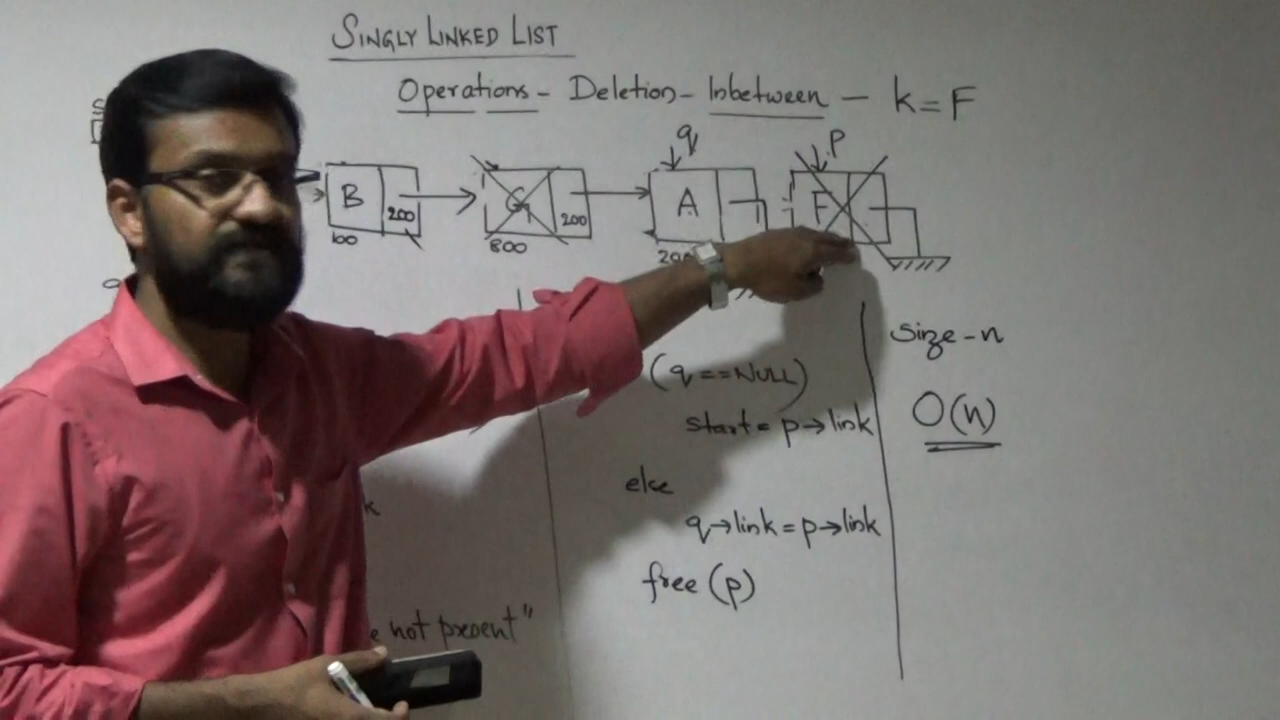 SINGLY LINKED LIST
Operations - Deletion - Inbetween - k=F
S
q
P
B
200
G
200
A
F
100
800
200
size-n
(q==NULL)
O(n)
start = p→link
else
k
q→link = p→link
free(p)
e not present"